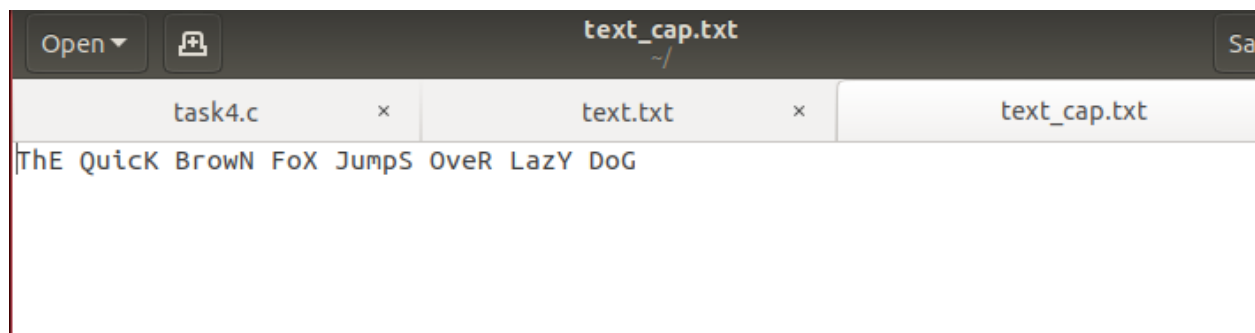 Open
text_cap.txt
Sa
~/
task4.c × text.txt × text_cap.txt
ThE QuicK BrowN FoX JumpS OveR LazY DoG